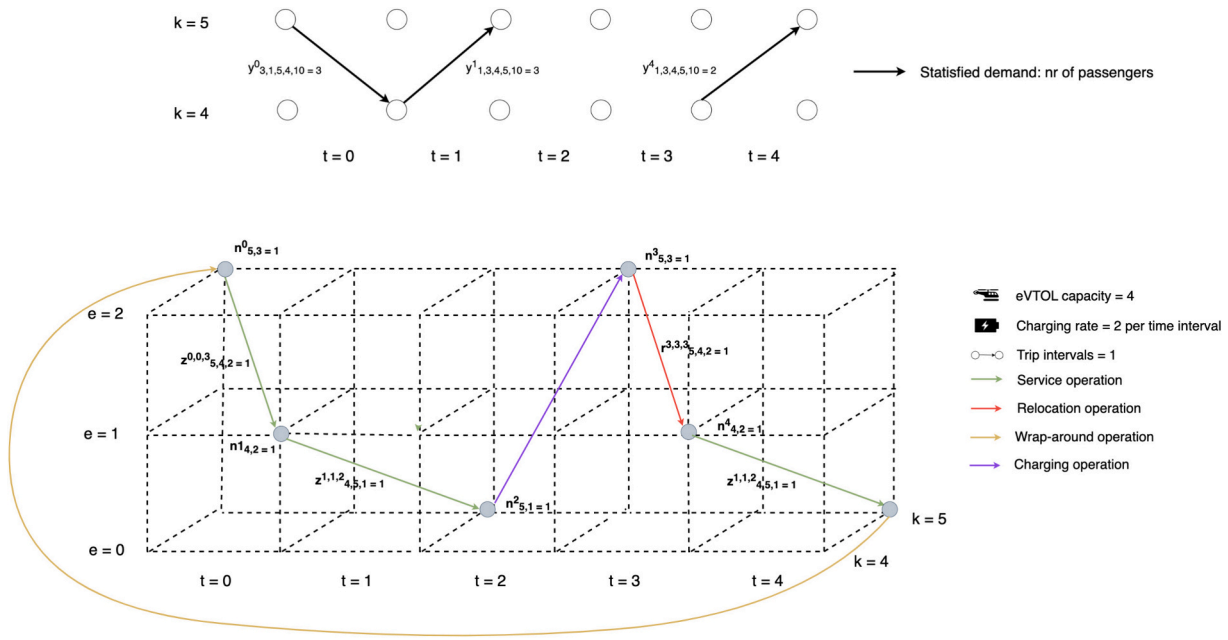 k = 5
y⁰3,1,5,4,10 = 3
y¹1,3,4,5,10 = 3
y⁴1,3,4,5,10 = 2
Statisfied demand: nr of passengers
k = 4
t = 0
t = 1
t = 2
t = 3
t = 4
n⁰5,3 = 1
n³5,3 = 1
e = 2
eVTOL capacity = 4
Charging rate = 2 per time interval
z⁰,⁰,³5,4,2 = 1
r³,³,³5,4,2 = 1
Trip intervals = 1
Service operation
Relocation operation
e = 1
n¹4,2 = 1
n⁴4,2 = 1
Wrap-around operation
Charging operation
z¹,¹,²4,5,1 = 1
z¹,¹,²4,5,1 = 1
n²5,1 = 1
k = 5
e = 0
k = 4
t = 0
t = 1
t = 2
t = 3
t = 4